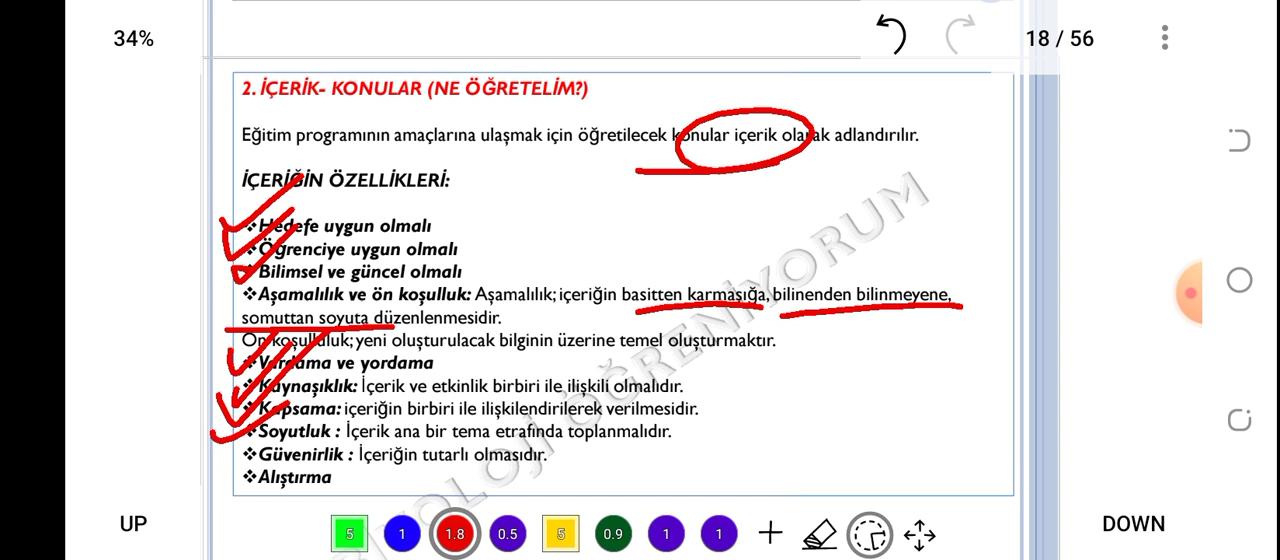 34%
18 / 56
2. İÇERİK- KONULAR (NE ÖĞRETELİM?)
Eğitim programının amaçlarına ulaşmak için öğretilecek konular içerik olarak adlandırılır.
İÇERİĞİN ÖZELLİKLERİ:
❖Hedefe uygun olmalı
❖Öğrenciye uygun olmalı
❖Bilimsel ve güncel olmalı
❖Aşamalılık ve ön koşulluk: Aşamalılık; içeriğin basitten karmaşığa, bilinenden bilinmeyene,
somuttan soyuta düzenlenmesidir.
Ön koşulluluk; yeni oluşturulacak bilginin üzerine temel oluşturmaktır.
❖Vardama ve yordama
❖Kaynaşıklık: İçerik ve etkinlik birbiri ile ilişkili olmalıdır.
❖Kapsama: içeriğin birbiri ile ilişkilendirilerek verilmesidir.
❖Soyutluk : İçerik ana bir tema etrafında toplanmalıdır.
❖Güvenirlik : İçeriğin tutarlı olmasıdır.
❖Alıştırma
OLOJİ ÖĞRENİYORUM
UP
5 1 1.8 0.5 5 0.9 1 1
DOWN